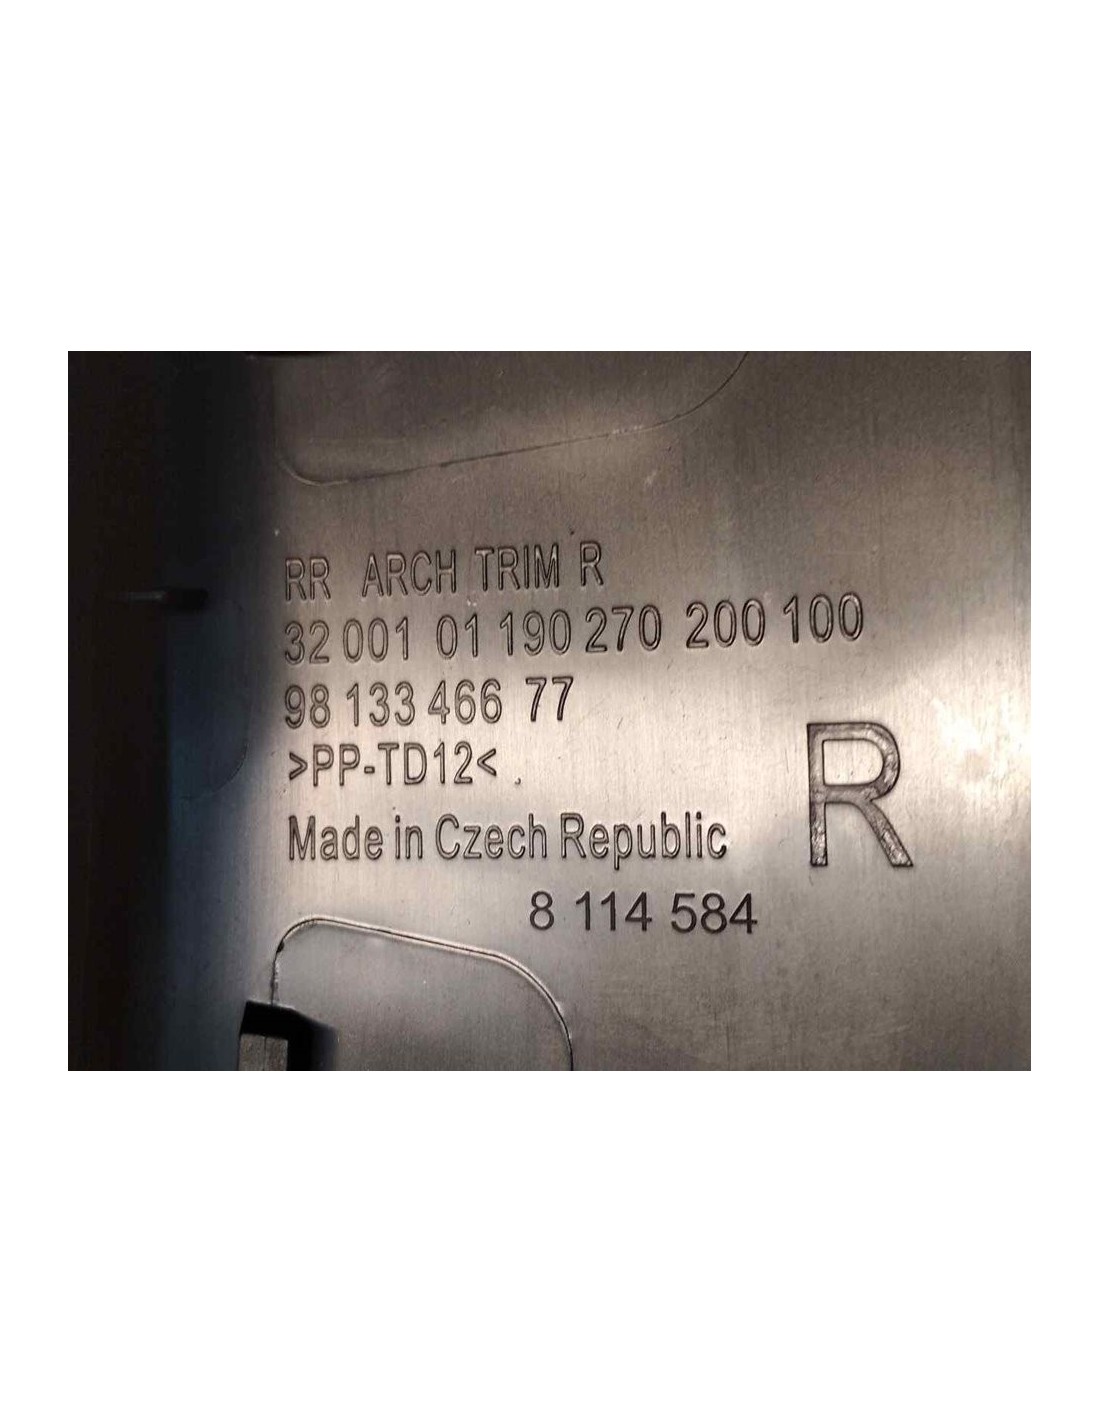 RR ARCH TRIM R
32 001 01 190 270 200 100
98 133 466 77
>PP-TD12<
Made in Czech Republic
R
8 114 584